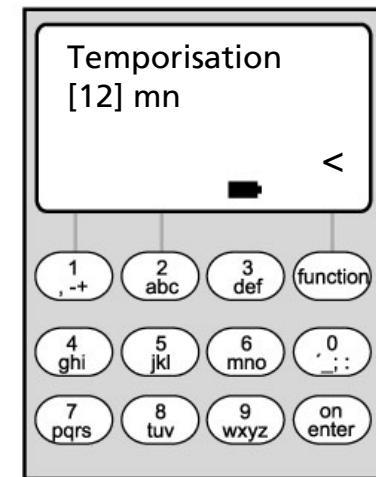 Temporisation
[12] mn
<
1
, -+
2
abc
3
def
function
4
ghi
5
jkl
6
mno
0
´_; :
7
pqrs
8
tuv
9
wxyz
on
enter